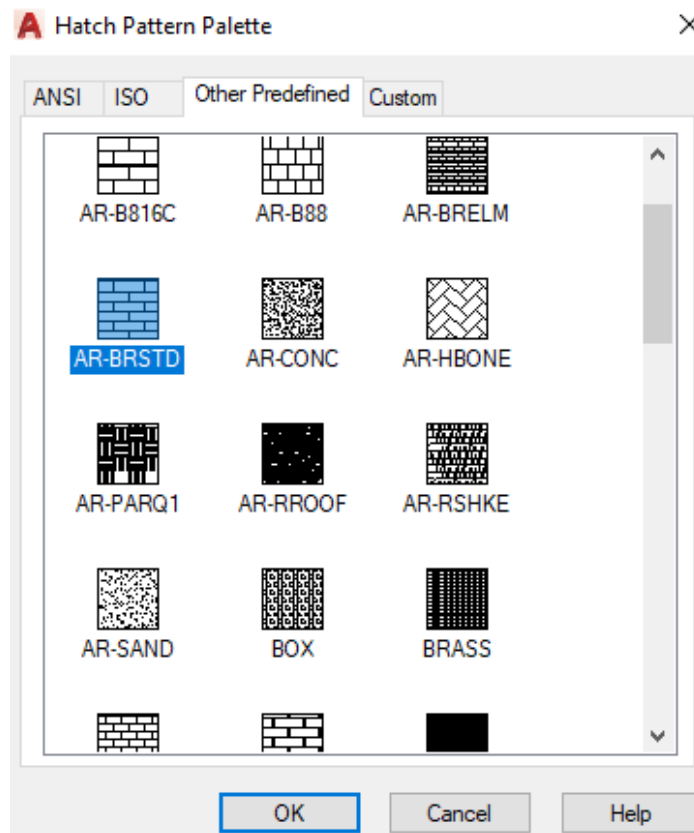 Hatch Pattern Palette
ANSI ISO Other Predefined Custom
AR-B816C AR-B88 AR-BRELM
AR-BRSTD AR-CONC AR-HBONE
AR-PARQ1 AR-RROOF AR-RSHKE
AR-SAND BOX BRASS
OK Cancel Help